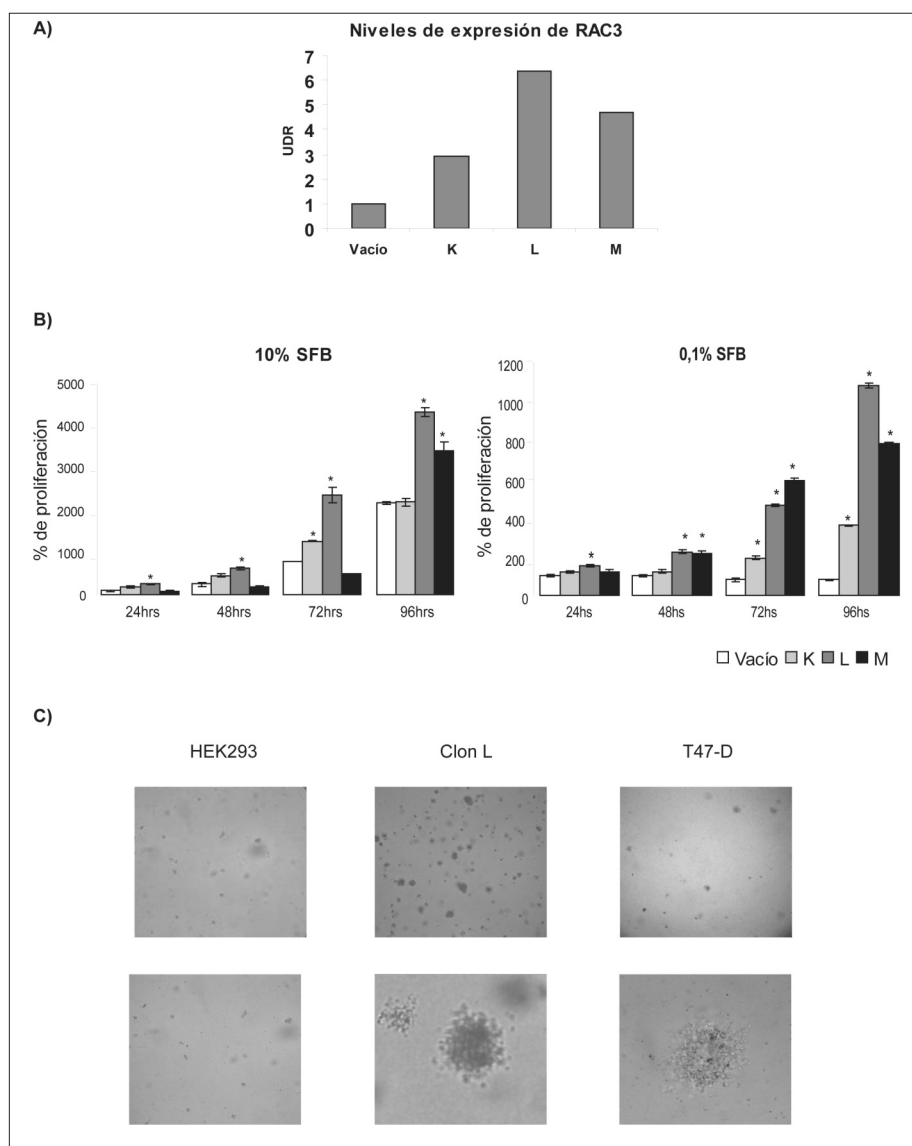 A)
Niveles de expresión de RAC3
7
6
5
4
3
2
1
0
UDR
Vacío K L M
B)
10% SFB
5000
4000
3000
2000
1000
0
% de proliferación
* * * * * *
24hrs 48hrs 72hrs 96hrs
0,1% SFB
1200
1000
800
600
400
200
0
% de proliferación
* * * * * * * * *
24hs 48hs 72hs 96hs
Vacío K L M
C)
HEK293 Clon L T47-D